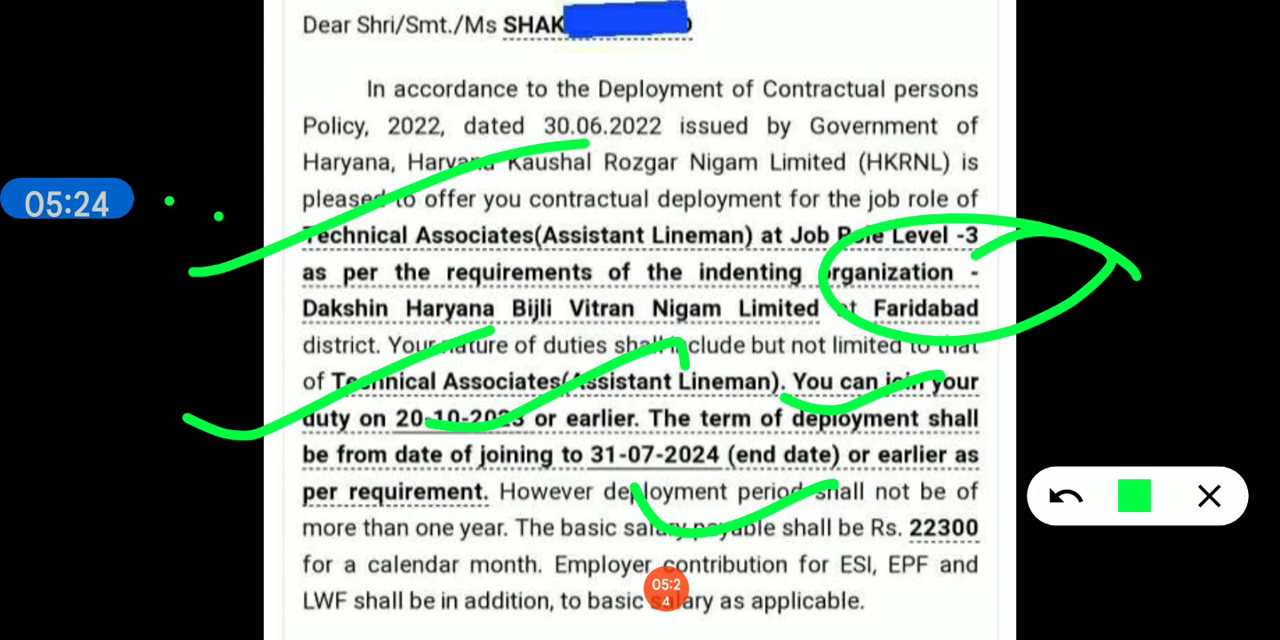 Dear Shri/Smt./Ms SHAK
In accordance to the Deployment of Contractual persons
Policy, 2022, dated 30.06.2022 issued by Government of
Haryana, Haryana Kaushal Rozgar Nigam Limited (HKRNL) is
pleased to offer you contractual deployment for the job role of
Technical Associates(Assistant Lineman) at Job Role Level -3
as per the requirements of the indenting organization -
Dakshin Haryana Bijli Vitran Nigam Limited at Faridabad
district. Your nature of duties shall include but not limited to that
of Technical Associates(Assistant Lineman). You can join your
duty on 20-10-2023 or earlier. The term of deployment shall
be from date of joining to 31-07-2024 (end date) or earlier as
per requirement. However deployment period shall not be of
more than one year. The basic salary payable shall be Rs. 22300
for a calendar month. Employer contribution for ESI, EPF and
LWF shall be in addition, to basic salary as applicable.
05:24
05:2
4